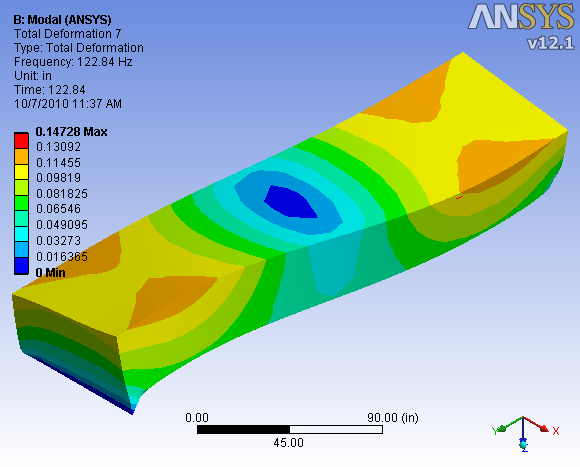 B: Modal (ANSYS)
Total Deformation 7
Type: Total Deformation
Frequency: 122.84 Hz
Unit: in
Time: 122.84
10/7/2010 11:37 AM
ANSYS
v12.1
0.14728 Max
0.13092
0.11455
0.09819
0.081825
0.06546
0.049095
0.03273
0.016365
0 Min
0.00
90.00 (in)
45.00
Y
X
Z